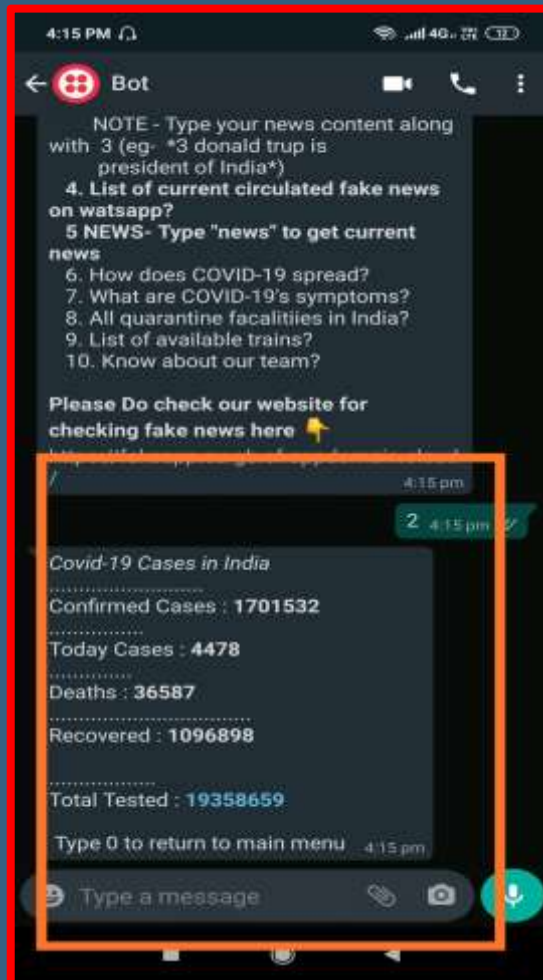 4:15 PM
4G
12
Bot
NOTE - Type your news content along
with 3 (eg- *3 donald trup is
president of India*)
4. List of current circulated fake news
on watsapp?
5 NEWS- Type "news" to get current
news
6. How does COVID-19 spread?
7. What are COVID-19's symptoms?
8. All quarantine facalitiies in India?
9. List of available trains?
10. Know about our team?
Please Do check our website for
checking fake news here 👇
/
4:15 pm
2 4:15 pm
Covid-19 Cases in India
..........................
Confirmed Cases : 1701532
................
Today Cases : 4478
..............
Deaths : 36587
..................................
Recovered : 1096898
..................
Total Tested : 19358659
Type 0 to return to main menu 4:15 pm
Type a message